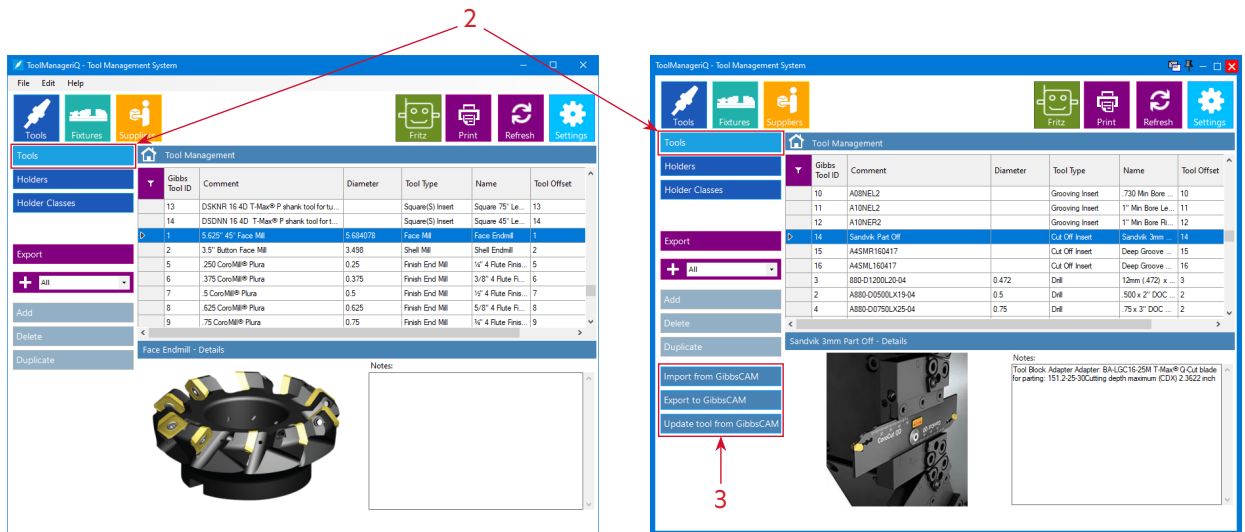 2
ToolManageriQ - Tool Management System
File Edit Help
Tools Fixtures Suppliers Fritz Print Refresh Settings
Tools
Holders
Holder Classes
Export
All
Add
Delete
Duplicate
Tool Management
Gibbs Tool ID Comment Diameter Tool Type Name Tool Offset
13 DSKNR 16 4D T-Max® P shank tool for tu... Square(S) Insert Square 75° Le... 13
14 DSDNN 16 4D T-Max® P shank tool for t... Square(S) Insert Square 45° Le... 14
1 5.625" 45° Face Mill 5.684078 Face Mill Face Endmill 1
2 3.5" Button Face Mill 3.498 Shell Mill Shell Endmill 2
5 .250 CoroMill® Plura 0.25 Finish End Mill ¼" 4 Flute Finis... 5
6 .375 CoroMill® Plura 0.375 Finish End Mill 3/8" 4 Flute Fi... 6
7 .5 CoroMill® Plura 0.5 Finish End Mill ½" 4 Flute Finis... 7
8 .625 CoroMill® Plura 0.625 Finish End Mill 5/8" 4 Flute Fi... 8
9 .75 CoroMill® Plura 0.75 Finish End Mill ¾" 4 Flute Finis... 9
Face Endmill - Details
Notes:
ToolManageriQ - Tool Management System
Tools Fixtures Suppliers Fritz Print Refresh Settings
Tools
Holders
Holder Classes
Export
All
Add
Delete
Duplicate
Import from GibbsCAM
Export to GibbsCAM
Update tool from GibbsCAM
3
Tool Management
Gibbs Tool ID Comment Diameter Tool Type Name Tool Offset
10 A08NEL2 Grooving Insert .730 Min Bore ... 10
11 A10NEL2 Grooving Insert 1" Min Bore Le... 11
12 A10NER2 Grooving Insert 1" Min Bore Ri... 12
14 Sandvik Part Off Cut Off Insert Sandvik 3mm ... 14
15 A4SMR160417 Cut Off Insert Deep Groove ... 15
16 A4SML160417 Cut Off Insert Deep Groove ... 16
3 880-D1200L20-04 0.472 Drill 12mm (.472) x ... 3
2 A880-D0500LX19-04 0.5 Drill .500 x 2" DOC ... 2
4 A880-D0750LX25-04 0.75 Drill .75 x 3" DOC ... 2
Sandvik 3mm Part Off - Details
CoroCut QD
Notes:
Tool Block Adapter Adapter: BA-LGC16-25M T-Max® Q-Cut blade
for parting: 151.2-25-30Cutting depth maximum (CDX) 2.3622 inch